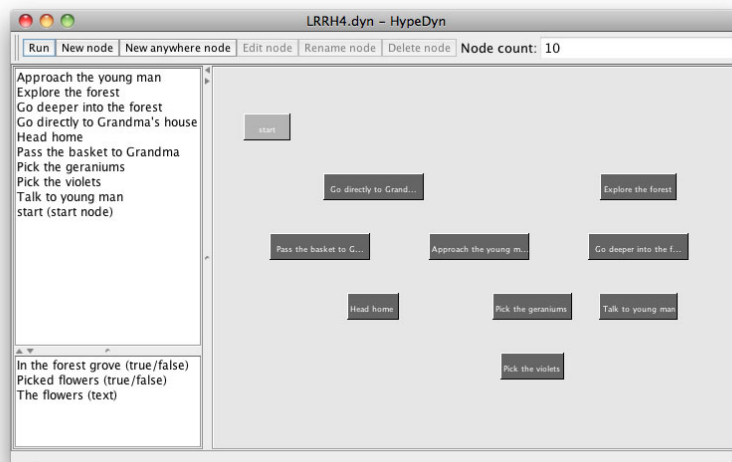 LRRH4.dyn – HypeDyn
Run New node New anywhere node Edit node Rename node Delete node Node count: 10
Approach the young man
Explore the forest
Go deeper into the forest
Go directly to Grandma's house
Head home
Pass the basket to Grandma
Pick the geraniums
Pick the violets
Talk to young man
start (start node)
In the forest grove (true/false)
Picked flowers (true/false)
The flowers (text)
start
Go directly to Grand...
Explore the forest
Pass the basket to G...
Approach the young m...
Go deeper into the f...
Head home
Pick the geraniums
Talk to young man
Pick the violets